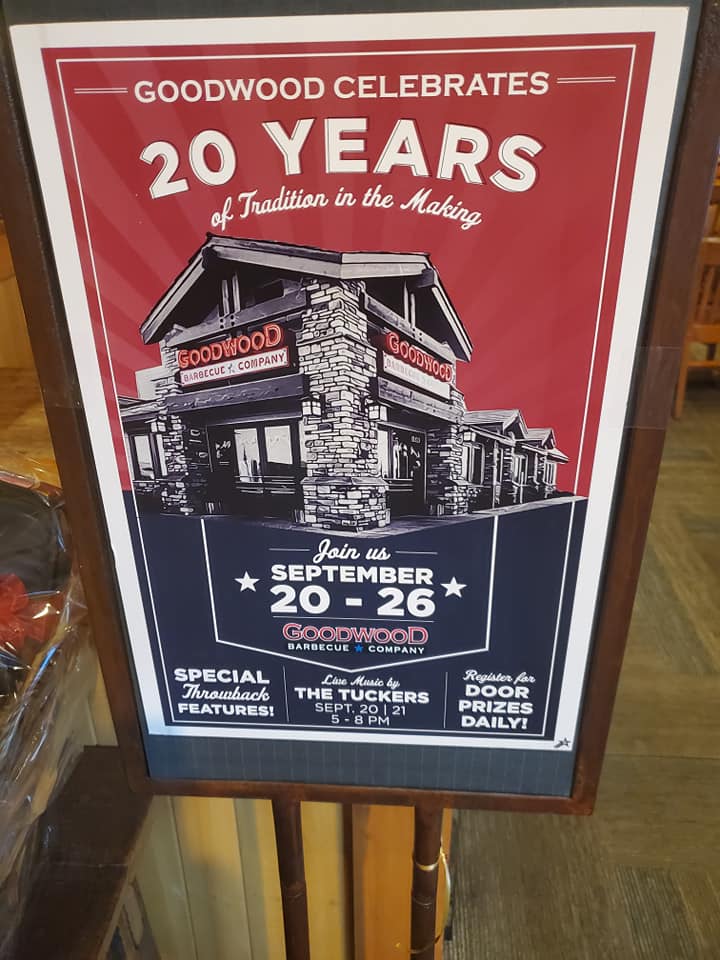 GOODWOOD CELEBRATES
20 YEARS
of Tradition in the Making
GOODWOOD
BARBECUE COMPANY
GOODWOOD
BARBECUE
Join us
SEPTEMBER
20 - 26
GOODWOOD
BARBECUE COMPANY
SPECIAL
Throwback
FEATURES!
Live Music by
THE TUCKERS
SEPT. 20 | 21
5 - 8 PM
Register for
DOOR
PRIZES
DAILY!